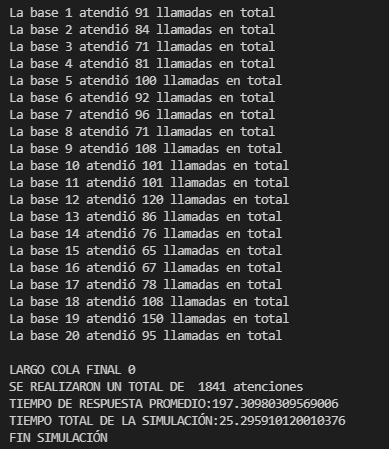 La base 1 atendió 91 llamadas en total
La base 2 atendió 84 llamadas en total
La base 3 atendió 71 llamadas en total
La base 4 atendió 81 llamadas en total
La base 5 atendió 100 llamadas en total
La base 6 atendió 92 llamadas en total
La base 7 atendió 96 llamadas en total
La base 8 atendió 71 llamadas en total
La base 9 atendió 108 llamadas en total
La base 10 atendió 101 llamadas en total
La base 11 atendió 101 llamadas en total
La base 12 atendió 120 llamadas en total
La base 13 atendió 86 llamadas en total
La base 14 atendió 76 llamadas en total
La base 15 atendió 65 llamadas en total
La base 16 atendió 67 llamadas en total
La base 17 atendió 78 llamadas en total
La base 18 atendió 108 llamadas en total
La base 19 atendió 150 llamadas en total
La base 20 atendió 95 llamadas en total
LARGO COLA FINAL 0
SE REALIZARON UN TOTAL DE  1841 atenciones
TIEMPO DE RESPUESTA PROMEDIO:197.30980309569006
TIEMPO TOTAL DE LA SIMULACIÓN:25.295910120010376
FIN SIMULACIÓN